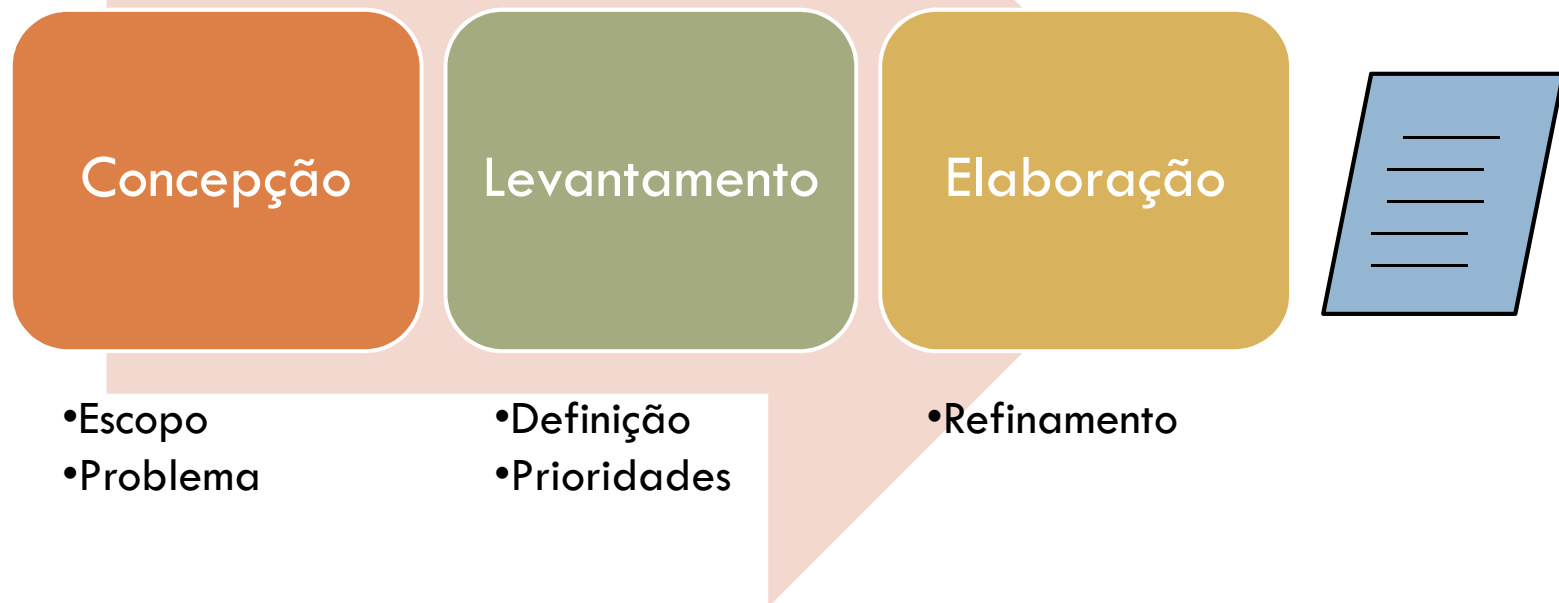 Concepção
Levantamento
Elaboração
•Escopo
•Problema
•Definição
•Prioridades
•Refinamento